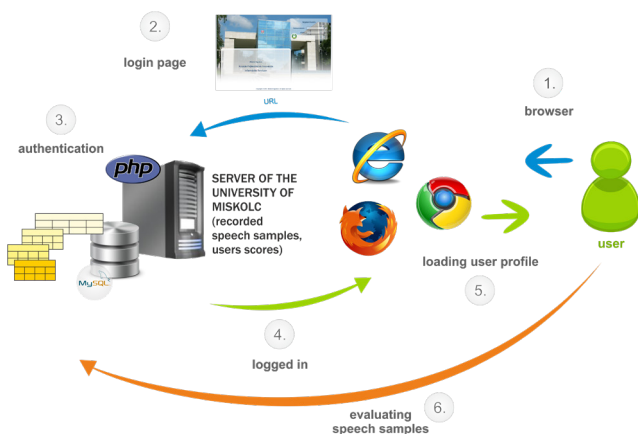 2.
login page
URL
1.
browser
3.
authentication
php
SERVER OF THE
UNIVERSITY OF
MISKOLC
(recorded
speech samples,
users scores)
MySQL
user
loading user profile
5.
4.
logged in
6.
evaluating
speech samples